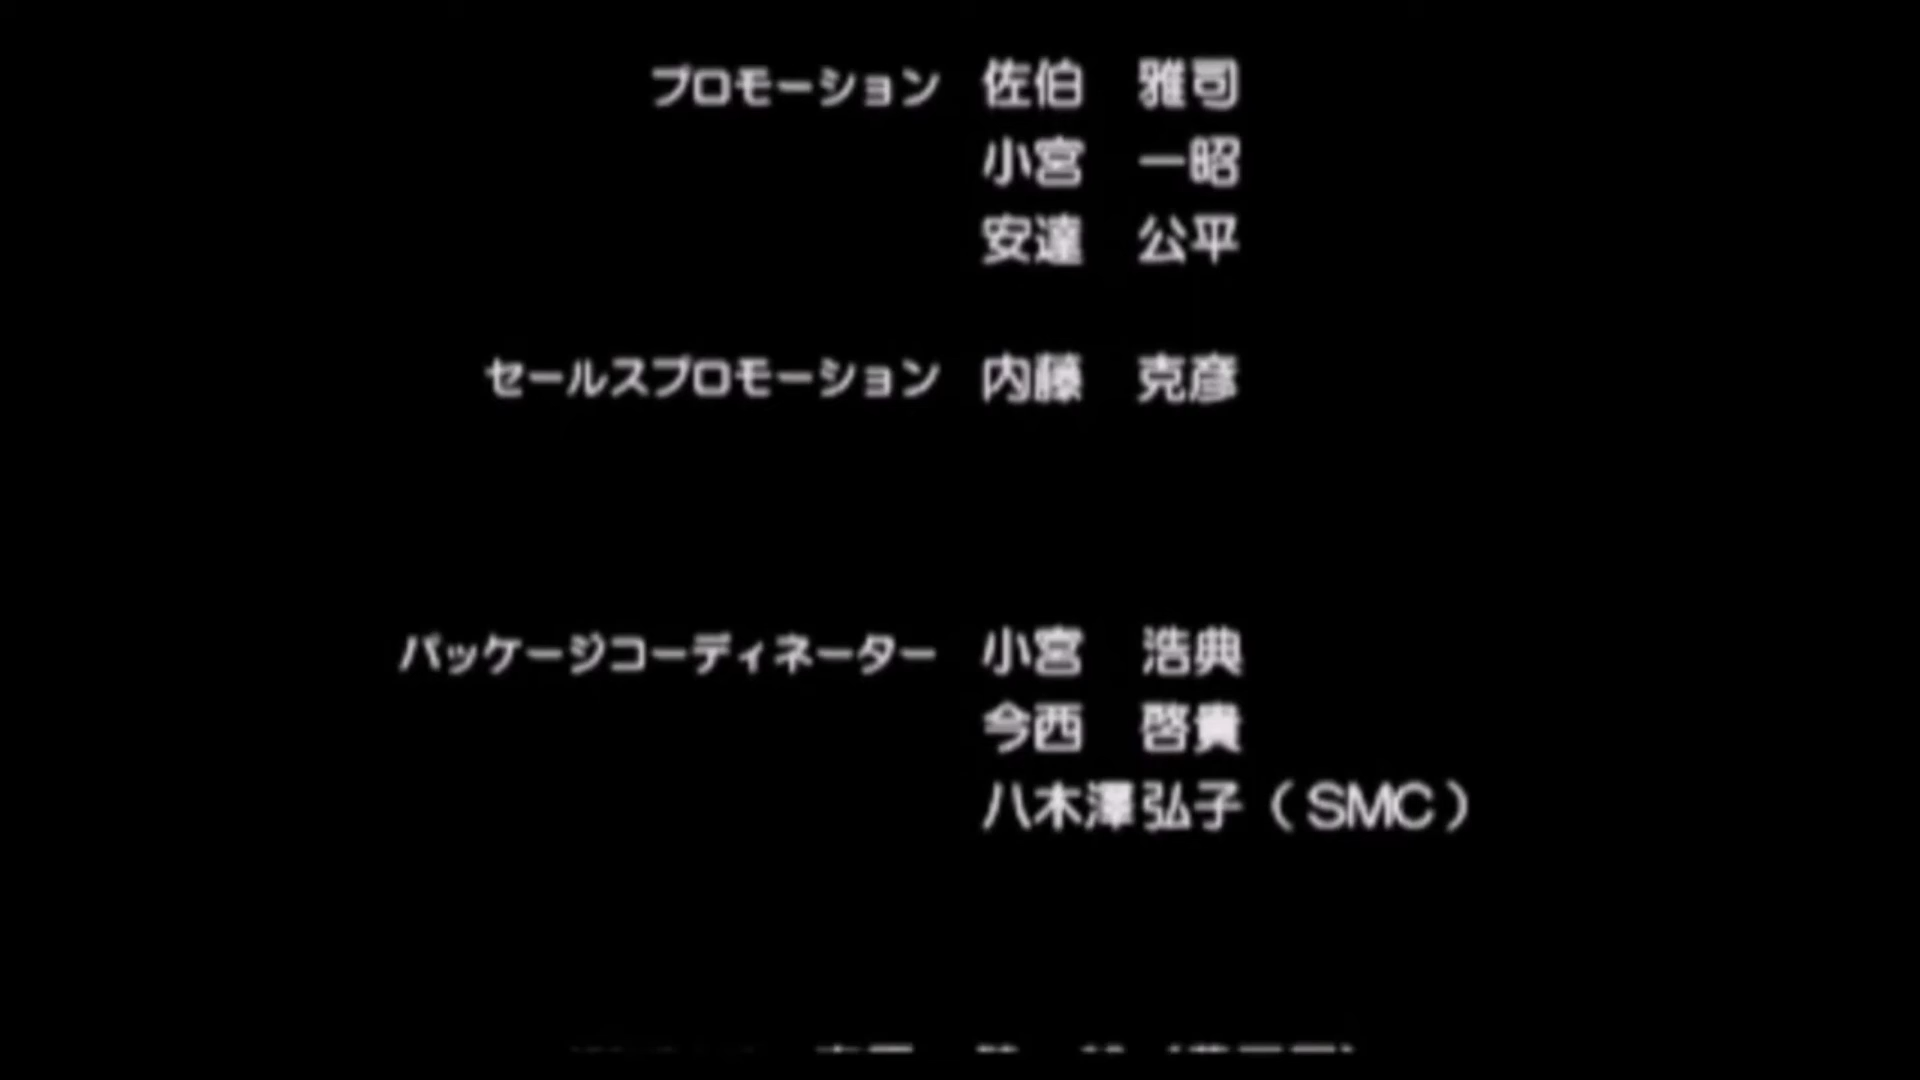 プロモーション 佐伯 雅司
小宮 一昭
安達 公平
セールスプロモーション 内藤 克彦
パッケージコーディネーター 小宮 浩典
今西 啓貴
八木澤弘子（SMC）